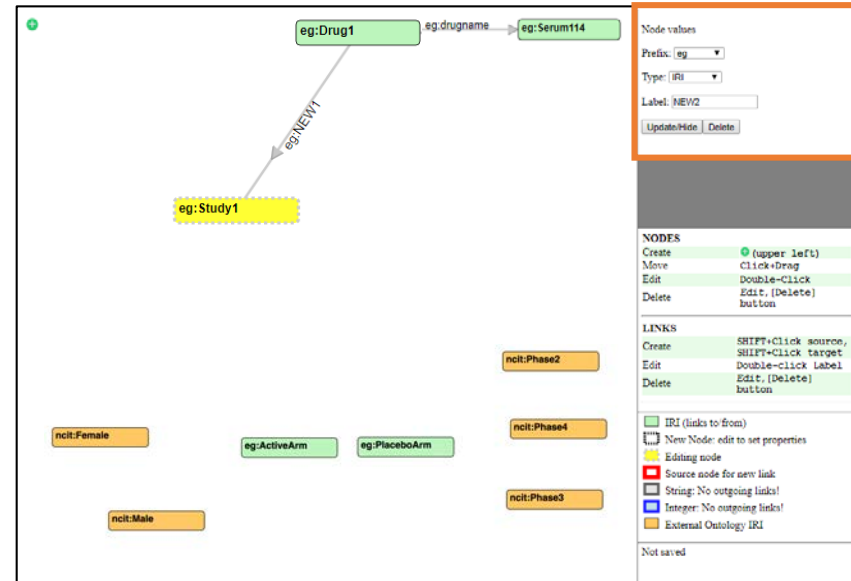 eg:Drug1
eg:drugname
eg:Serum114
eg:NEW1
eg:Study1
ncit:Phase2
ncit:Female
eg:ActiveArm
eg:PlaceboArm
ncit:Phase4
ncit:Phase3
ncit:Male
Node values
Prefix: eg
Type: IRI
Label: NEW2
Update/Hide Delete
NODES
Create (upper left)
Move Click+Drag
Edit Double-Click
Delete Edit,[Delete]
button
LINKS
Create SHIFT+Click source,
SHIFT+Click target
Edit Double-click Label
Delete Edit,[Delete]
button
IRI (links to/from)
New Node: edit to set properties
Editing node
Source node for new link
String: No outgoing links!
Integer: No outgoing links!
External Ontology IRI
Not saved